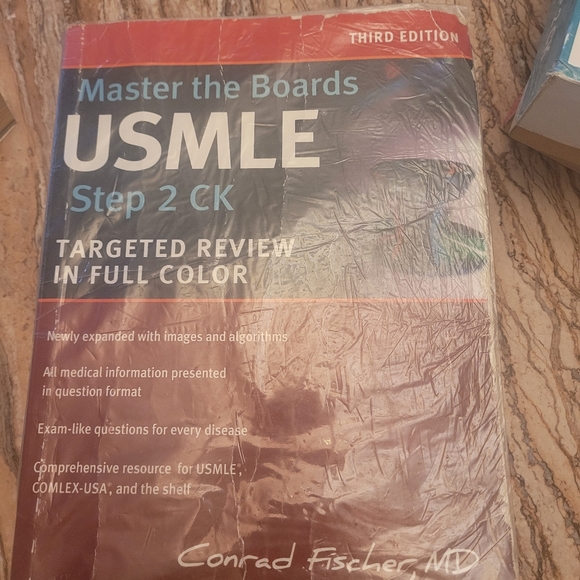 THIRD EDITION
Master the Boards
USMLE
Step 2 CK
TARGETED REVIEW
IN FULL COLOR
Newly expanded with images and algorithms
All medical information presented
in question format
Exam-like questions for every disease
Comprehensive resource for USMLE®,
COMLEX-USA®, and the shelf
Conrad Fischer, MD